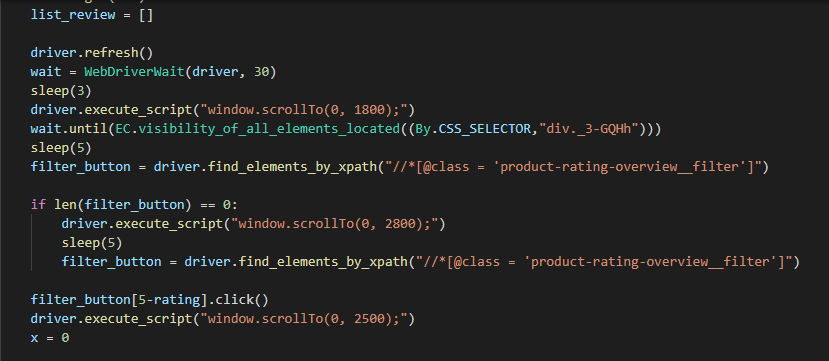 list_review = []
driver.refresh()
wait = WebDriverWait(driver, 30)
sleep(3)
driver.execute_script("window.scrollTo(0, 1800);")
wait.until(EC.visibility_of_all_elements_located((By.CSS_SELECTOR,"div._3-GQHh")))
sleep(5)
filter_button = driver.find_elements_by_xpath("//*[@class = 'product-rating-overview__filter']")
if len(filter_button) == 0:
    driver.execute_script("window.scrollTo(0, 2800);")
    sleep(5)
    filter_button = driver.find_elements_by_xpath("//*[@class = 'product-rating-overview__filter']")
filter_button[5-rating].click()
driver.execute_script("window.scrollTo(0, 2500);")
x = 0